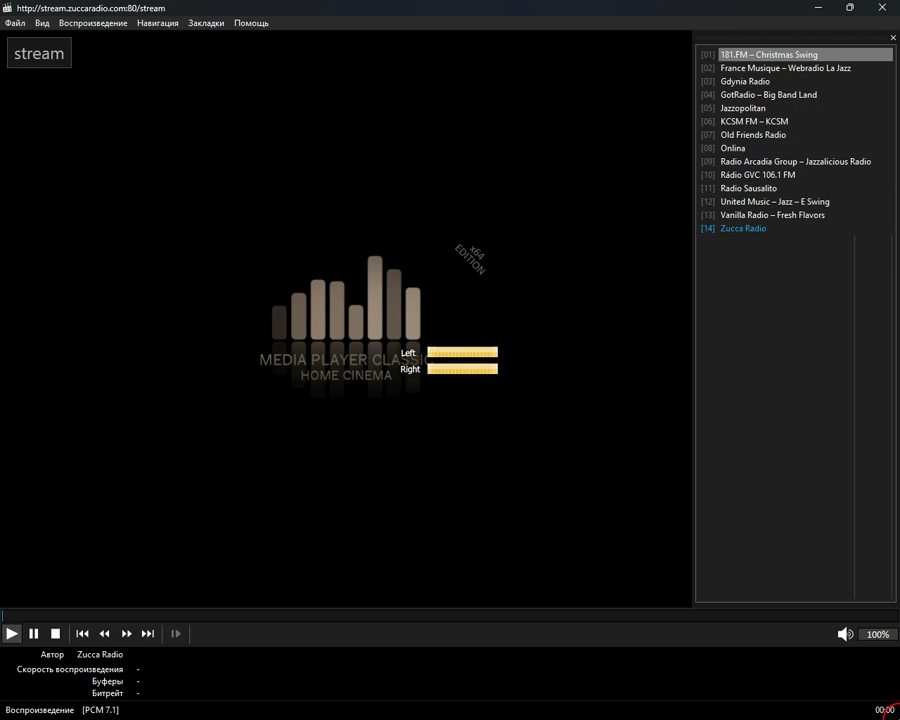 http://stream.zuccaradio.com:80/stream
Файл Вид Воспроизведение Навигация Закладки Помощь
stream
[01] 181.FM – Christmas Swing
[02] France Musique – Webradio La Jazz
[03] Gdynia Radio
[04] GotRadio – Big Band Land
[05] Jazzopolitan
[06] KCSM FM – KCSM
[07] Old Friends Radio
[08] Onlina
[09] Radio Arcadia Group – Jazzalicious Radio
[10] Rádio GVC 106.1 FM
[11] Radio Sausalito
[12] United Music – Jazz – E Swing
[13] Vanilla Radio – Fresh Flavors
[14] Zucca Radio
x64
EDITION
MEDIA PLAYER CLASSIC
HOME CINEMA
Left
Right
100%
Автор Zucca Radio
Скорость воспроизведения -
Буферы -
Битрейт -
Воспроизведение [PCM 7.1] 00:00